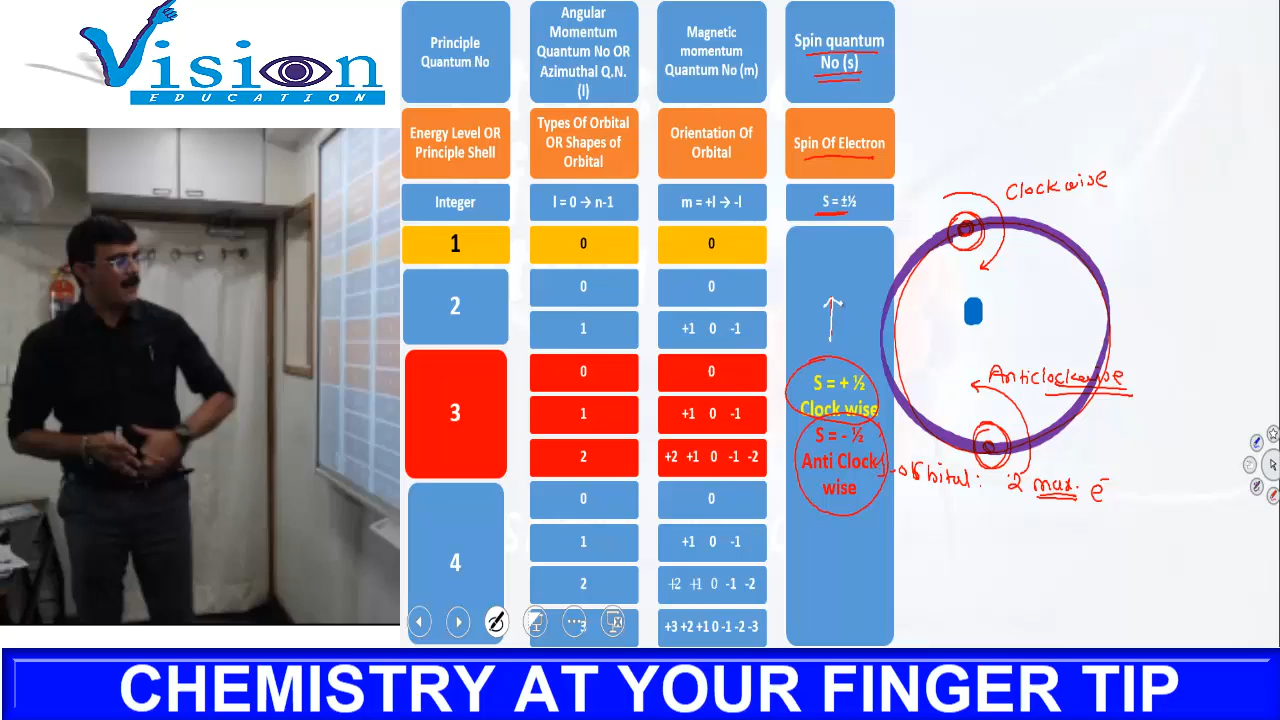 Vision
EDUCATION
Principle
Quantum No
Angular
Momentum
Quantum No OR
Azimuthal Q.N.
(l)
Magnetic
momentum
Quantum No (m)
Spin quantum
No (s)
Energy Level OR
Principle Shell
Types Of Orbital
OR Shapes of
Orbital
Orientation Of
Orbital
Spin Of Electron
Integer
l = 0 → n-1
m = +l → -l
S = ±½
1
0
0
2
0
0
1
+1 0 -1
3
0
0
1
+1 0 -1
2
+2 +1 0 -1 -2
4
0
0
1
+1 0 -1
2
+2 +1 0 -1 -2
3
+3 +2 +1 0 -1 -2 -3
S = + ½
Clock wise
S = - ½
Anti Clock
wise
Clockwise
Anticlockwise
orbital: 2 max. e⁻
CHEMISTRY AT YOUR FINGER TIP